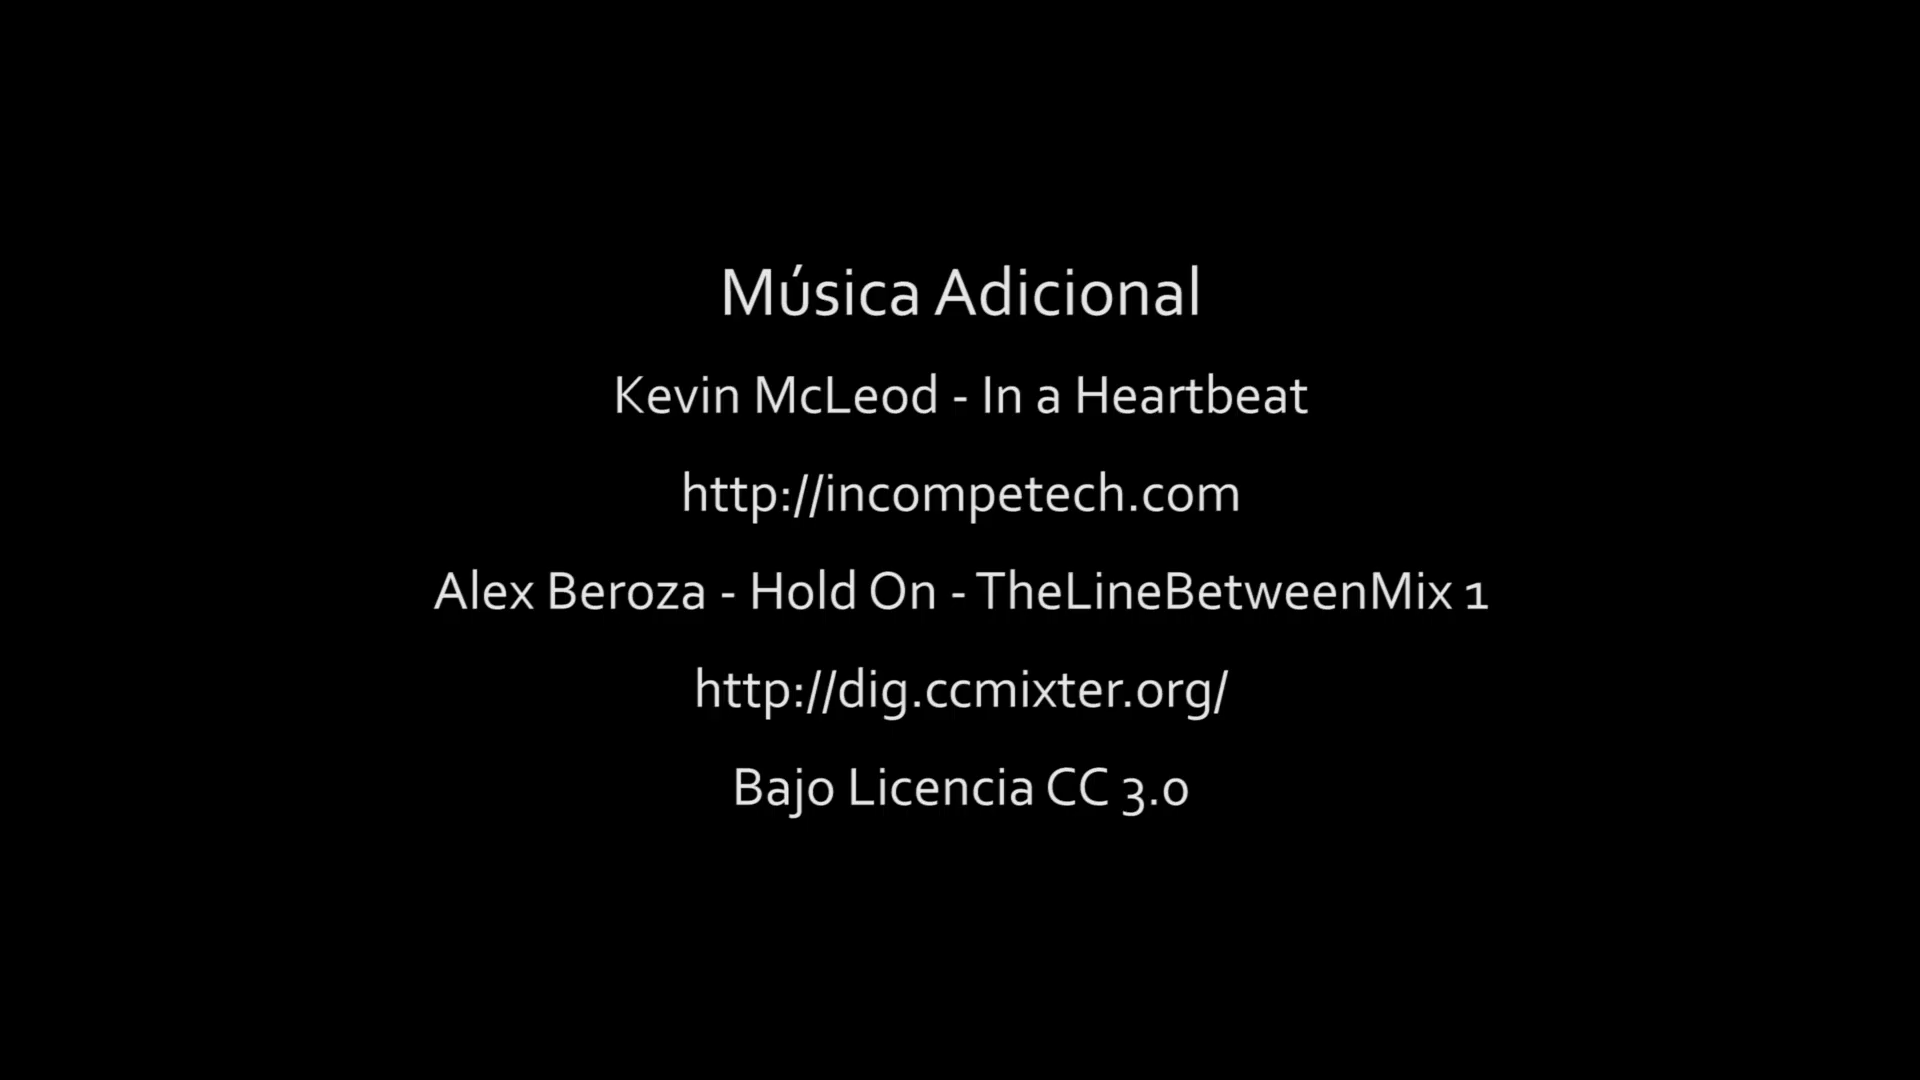 Música Adicional
Kevin McLeod - In a Heartbeat
http://incompetech.com
Alex Beroza - Hold On - TheLineBetweenMix 1
http://dig.ccmixter.org/
Bajo Licencia CC 3.0